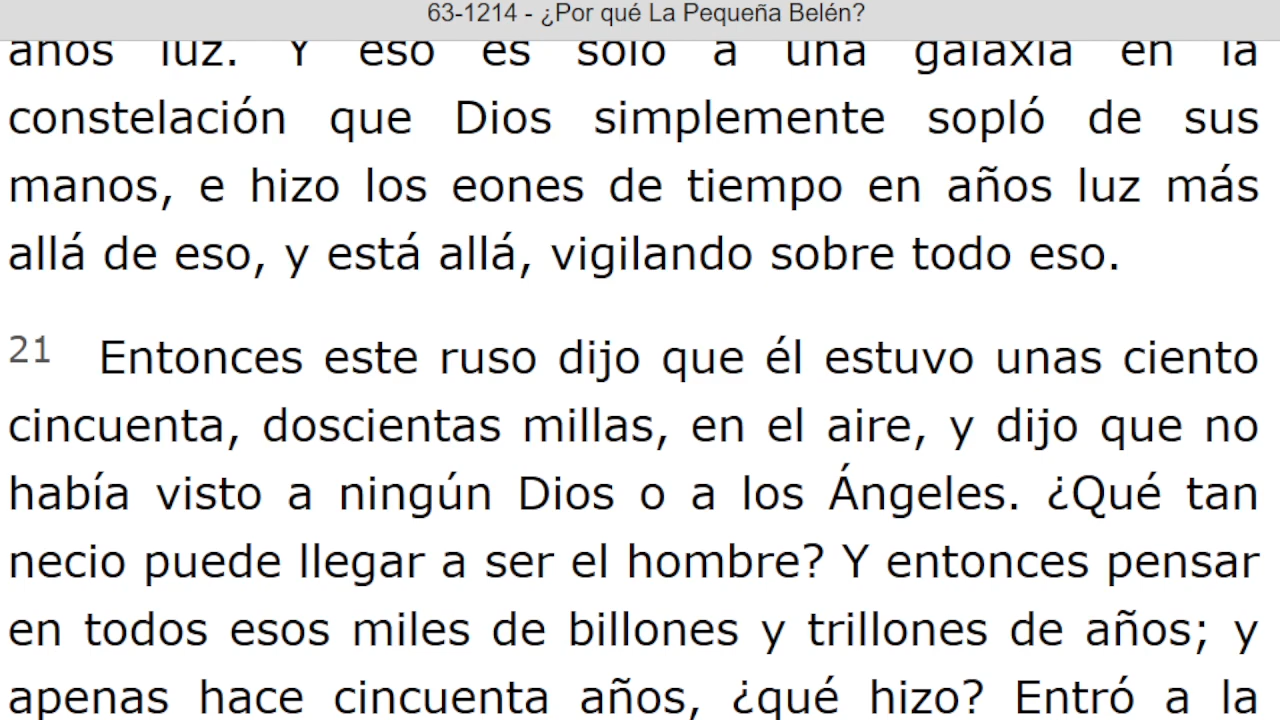 63-1214 - ¿Por qué La Pequeña Belén?
años luz. Y eso es sólo a una galaxia en la
constelación que Dios simplemente sopló de sus
manos, e hizo los eones de tiempo en años luz más
allá de eso, y está allá, vigilando sobre todo eso.
21 Entonces este ruso dijo que él estuvo unas ciento
cincuenta, doscientas millas, en el aire, y dijo que no
había visto a ningún Dios o a los Ángeles. ¿Qué tan
necio puede llegar a ser el hombre? Y entonces pensar
en todos esos miles de billones y trillones de años; y
apenas hace cincuenta años, ¿qué hizo? Entró a la